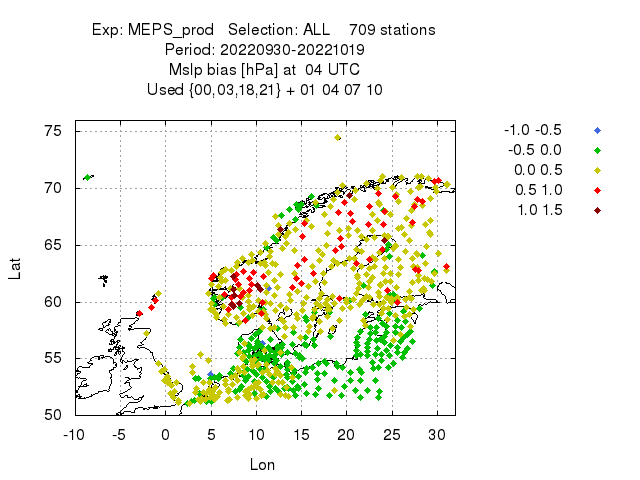 Exp: MEPS_prod   Selection: ALL    709 stations
Period: 20220930-20221019
Mslp bias [hPa] at  04 UTC
Used {00,03,18,21} + 01 04 07 10
-1.0 -0.5
-0.5 0.0
0.0 0.5
0.5 1.0
1.0 1.5
75
70
65
60
55
50
Lat
-10 -5 0 5 10 15 20 25 30
Lon